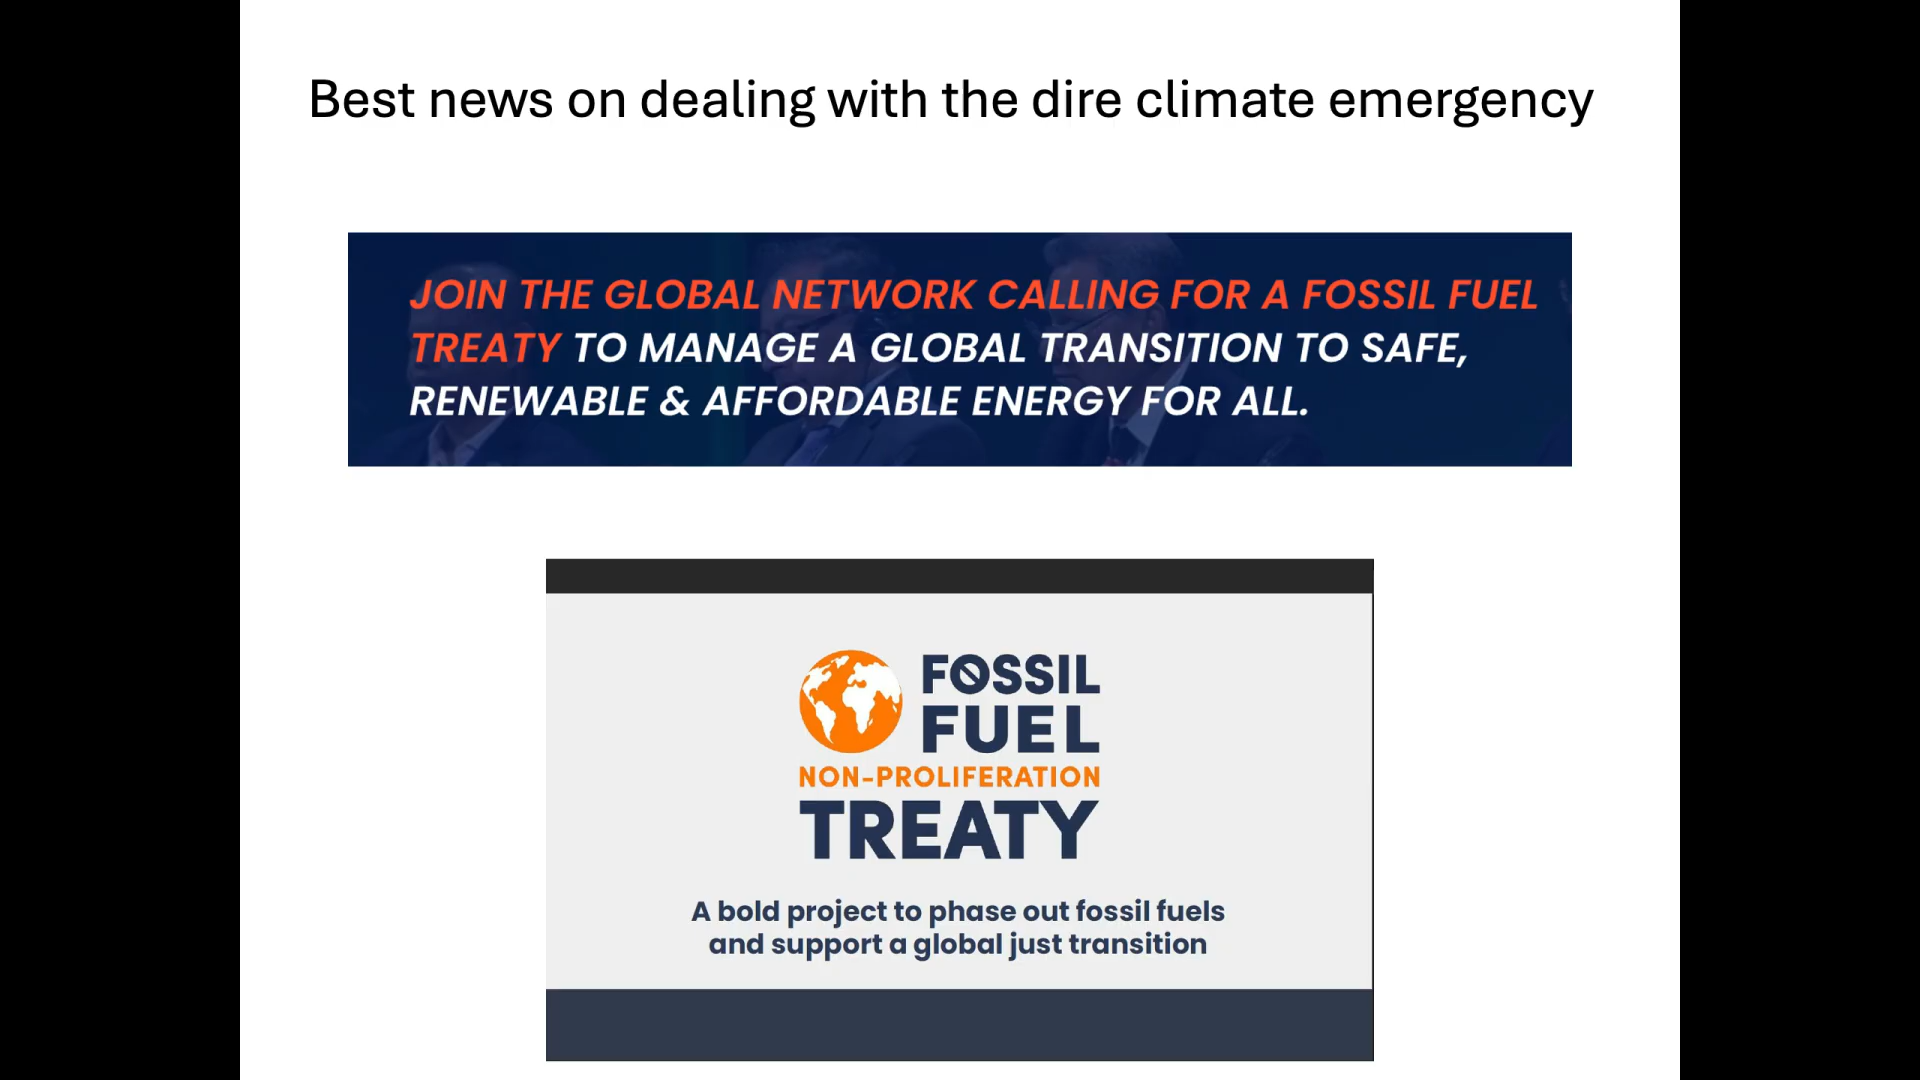 Best news on dealing with the dire climate emergency
JOIN THE GLOBAL NETWORK CALLING FOR A FOSSIL FUEL
TREATY TO MANAGE A GLOBAL TRANSITION TO SAFE,
RENEWABLE & AFFORDABLE ENERGY FOR ALL.
FOSSIL
FUEL
NON-PROLIFERATION
TREATY
A bold project to phase out fossil fuels
and support a global just transition